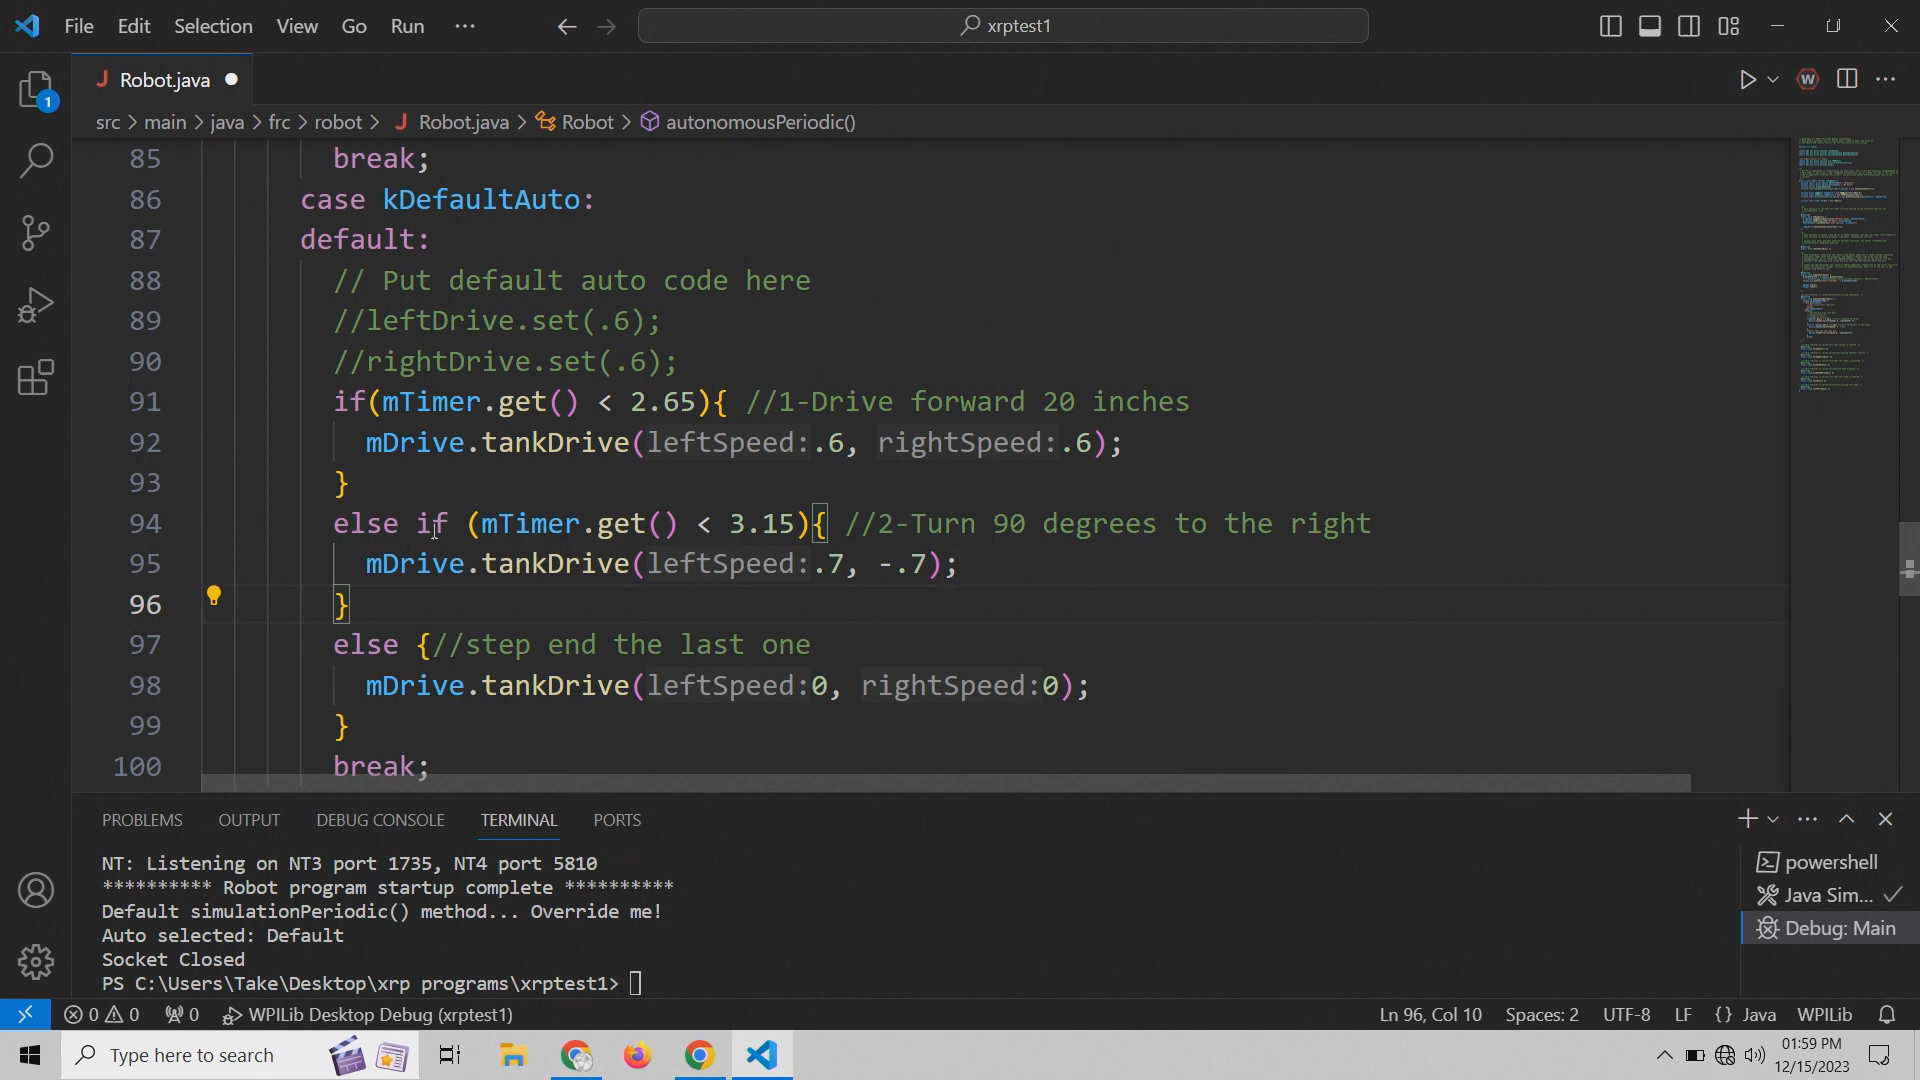 File Edit Selection View Go Run ···
xrptest1
1
J Robot.java
W
src > main > java > frc > robot > J Robot.java > Robot > autonomousPeriodic()
85 break;
86 case kDefaultAuto:
87 default:
88 // Put default auto code here
89 //leftDrive.set(.6);
90 //rightDrive.set(.6);
91 if(mTimer.get() < 2.65){ //1-Drive forward 20 inches
92 mDrive.tankDrive(leftSpeed:.6, rightSpeed:.6);
93 }
94 else if (mTimer.get() < 3.15){ //2-Turn 90 degrees to the right
95 mDrive.tankDrive(leftSpeed:.7, -.7);
96 }
97 else {//step end the last one
98 mDrive.tankDrive(leftSpeed:0, rightSpeed:0);
99 }
100 break;
PROBLEMS OUTPUT DEBUG CONSOLE TERMINAL PORTS
NT: Listening on NT3 port 1735, NT4 port 5810
********** Robot program startup complete **********
Default simulationPeriodic() method... Override me!
Auto selected: Default
Socket Closed
PS C:\Users\Take\Desktop\xrp programs\xrptest1>
powershell
Java Sim...
Debug: Main
0 0 0 WPILib Desktop Debug (xrptest1)
Ln 96, Col 10 Spaces: 2 UTF-8 LF {} Java WPILib
Type here to search
01:59 PM
12/15/2023